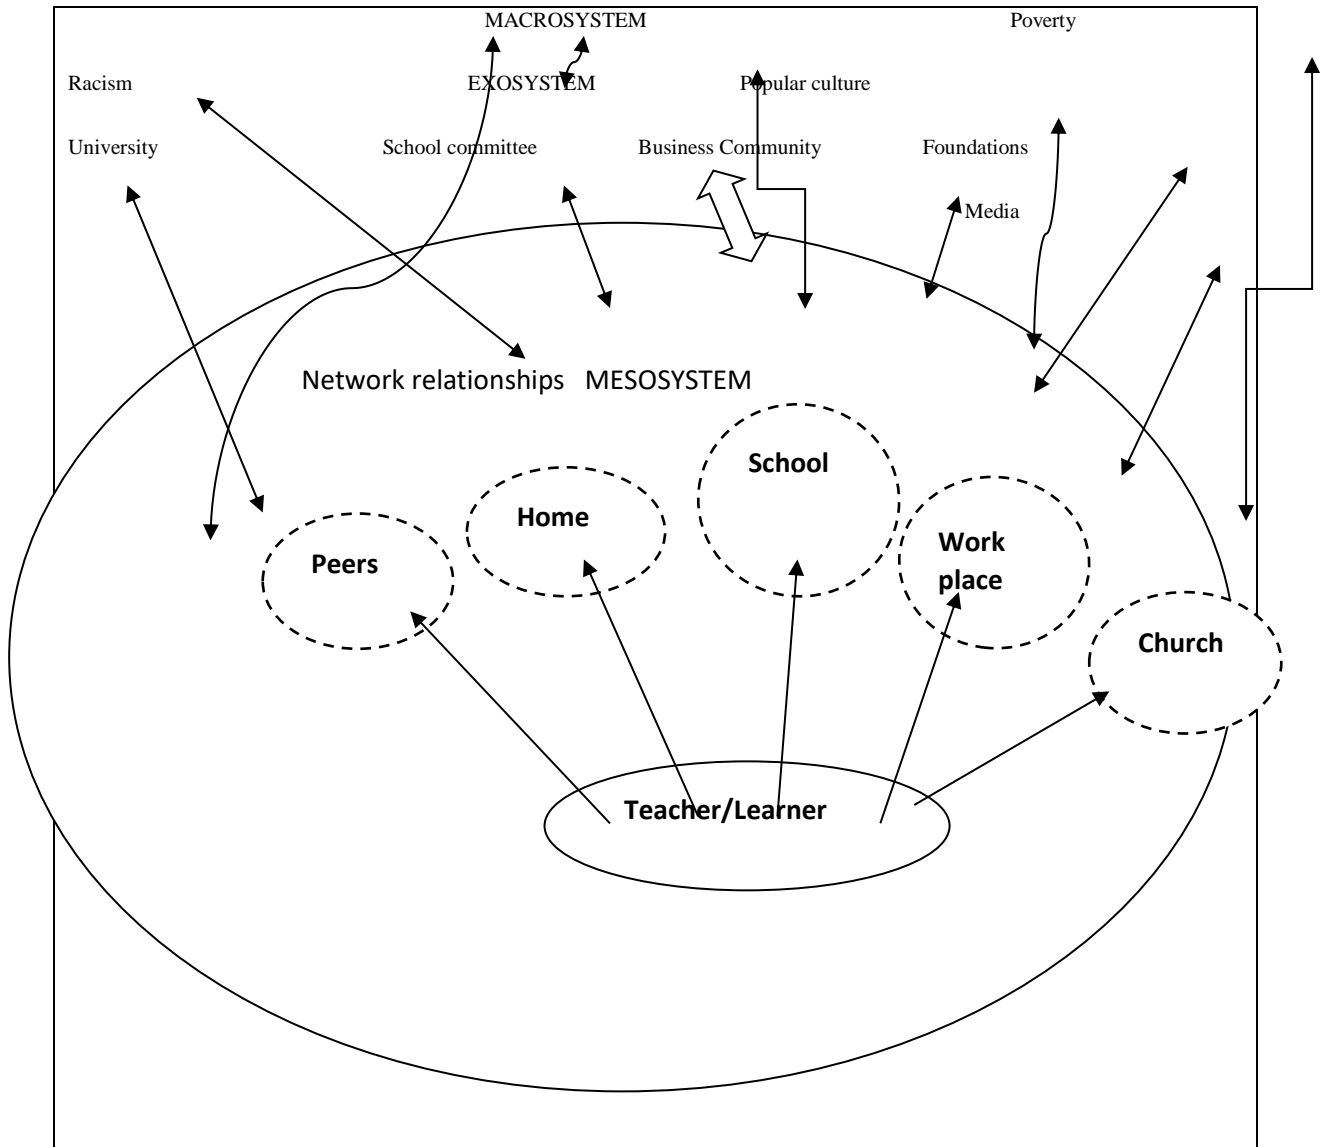 MACROSYSTEM Poverty
Racism EXOSYSTEM Popular culture
University School committee Business Community Foundations
Media
Network relationships MESOSYSTEM
School
Home
Work
place
Peers
Church
Teacher/Learner